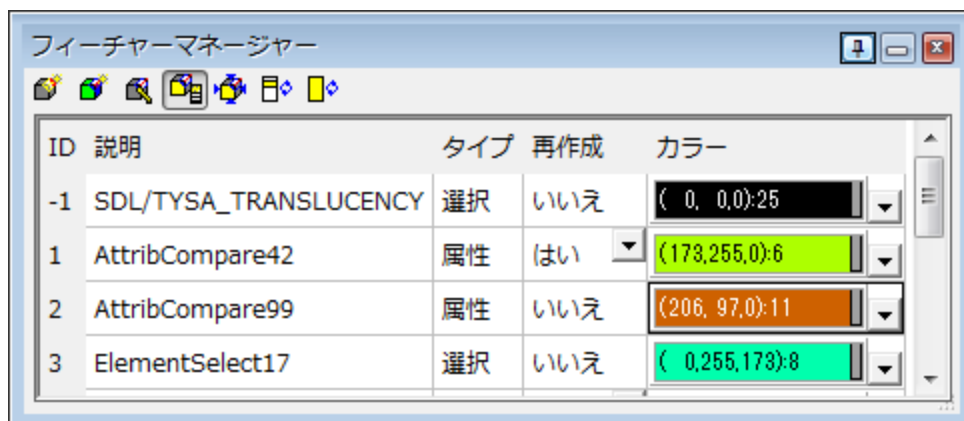 フィーチャーマネージャー
ID 説明 タイプ 再作成 カラー
-1 SDL/TYSA_TRANSLUCENCY 選択 いいえ ( 0, 0,0):25
1 AttribCompare42 属性 はい (173,255,0):6
2 AttribCompare99 属性 いいえ (206, 97,0):11
3 ElementSelect17 選択 いいえ ( 0,255,173):8